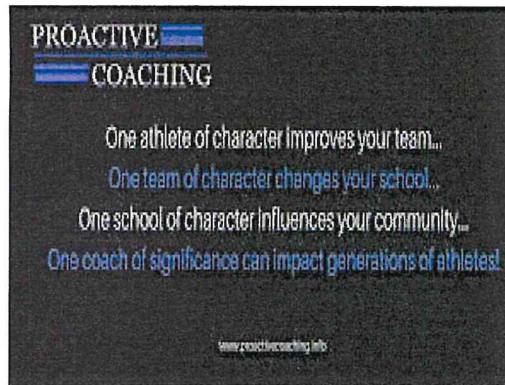 PROACTIVE
COACHING
One athlete of character improves your team...
One team of character changes your school...
One school of character influences your community...
One coach of significance can impact generations of athletes!
www.proactivecoaching.info